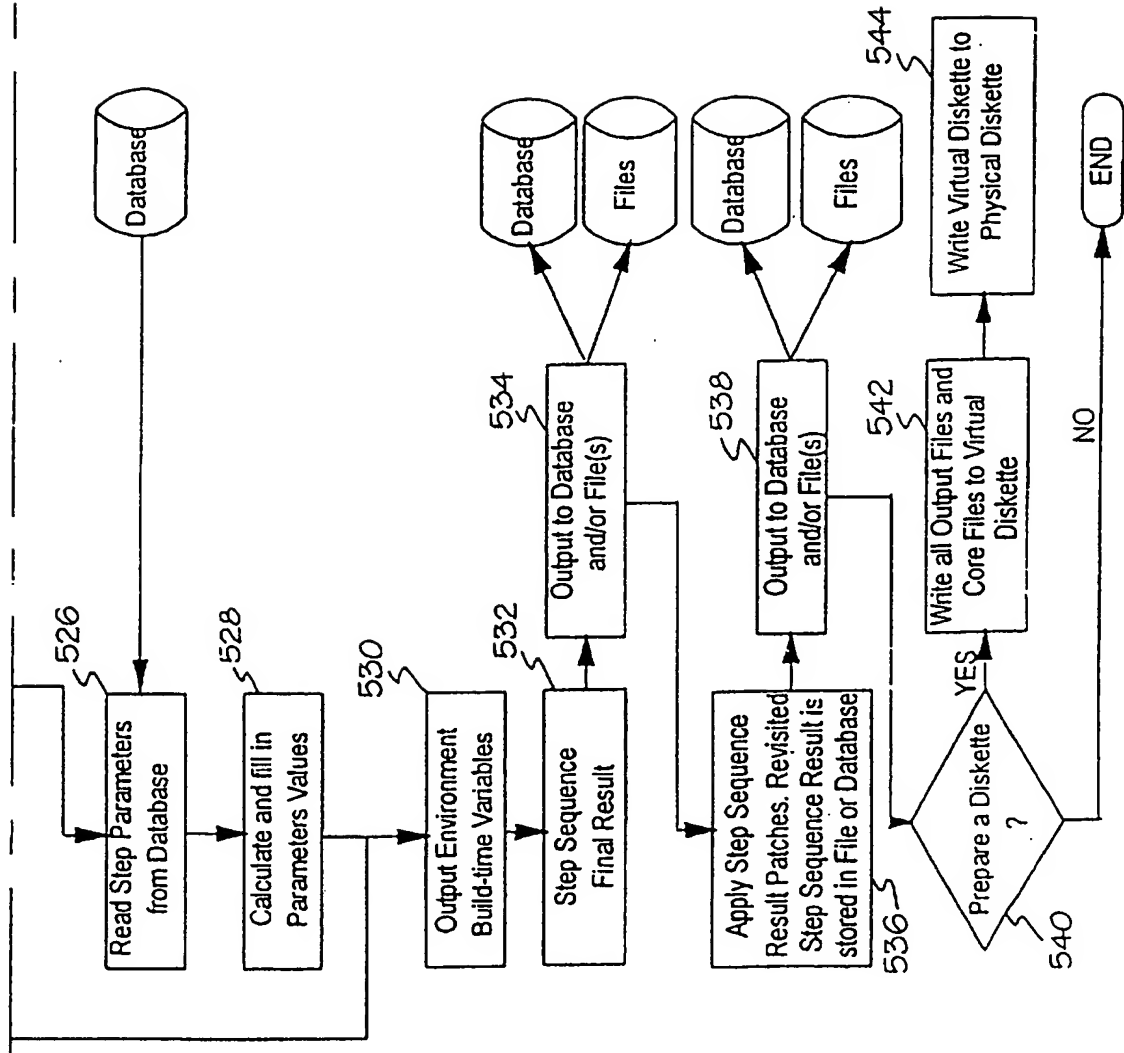 526
Read Step Parameters
from Database
Database
528
Calculate and fill in
Parameters Values
530
Output Environment
Build-time Variables
532
Step Sequence
Final Result
534
Output to Database
and/or File(s)
Database
Files
536
Apply Step Sequence
Result Patches. Revisited
Step Sequence Result is
stored in File or Database
538
Output to Database
and/or File(s)
Database
Files
540
Prepare a Diskette
?
YES
542
Write all Output Files and
Core Files to Virtual
Diskette
544
Write Virtual Diskette to
Physical Diskette
NO
END